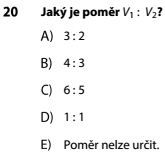 20 Jaký je poměr V₁ : V₂?
A) 3 : 2
B) 4 : 3
C) 6 : 5
D) 1 : 1
E) Poměr nelze určit.